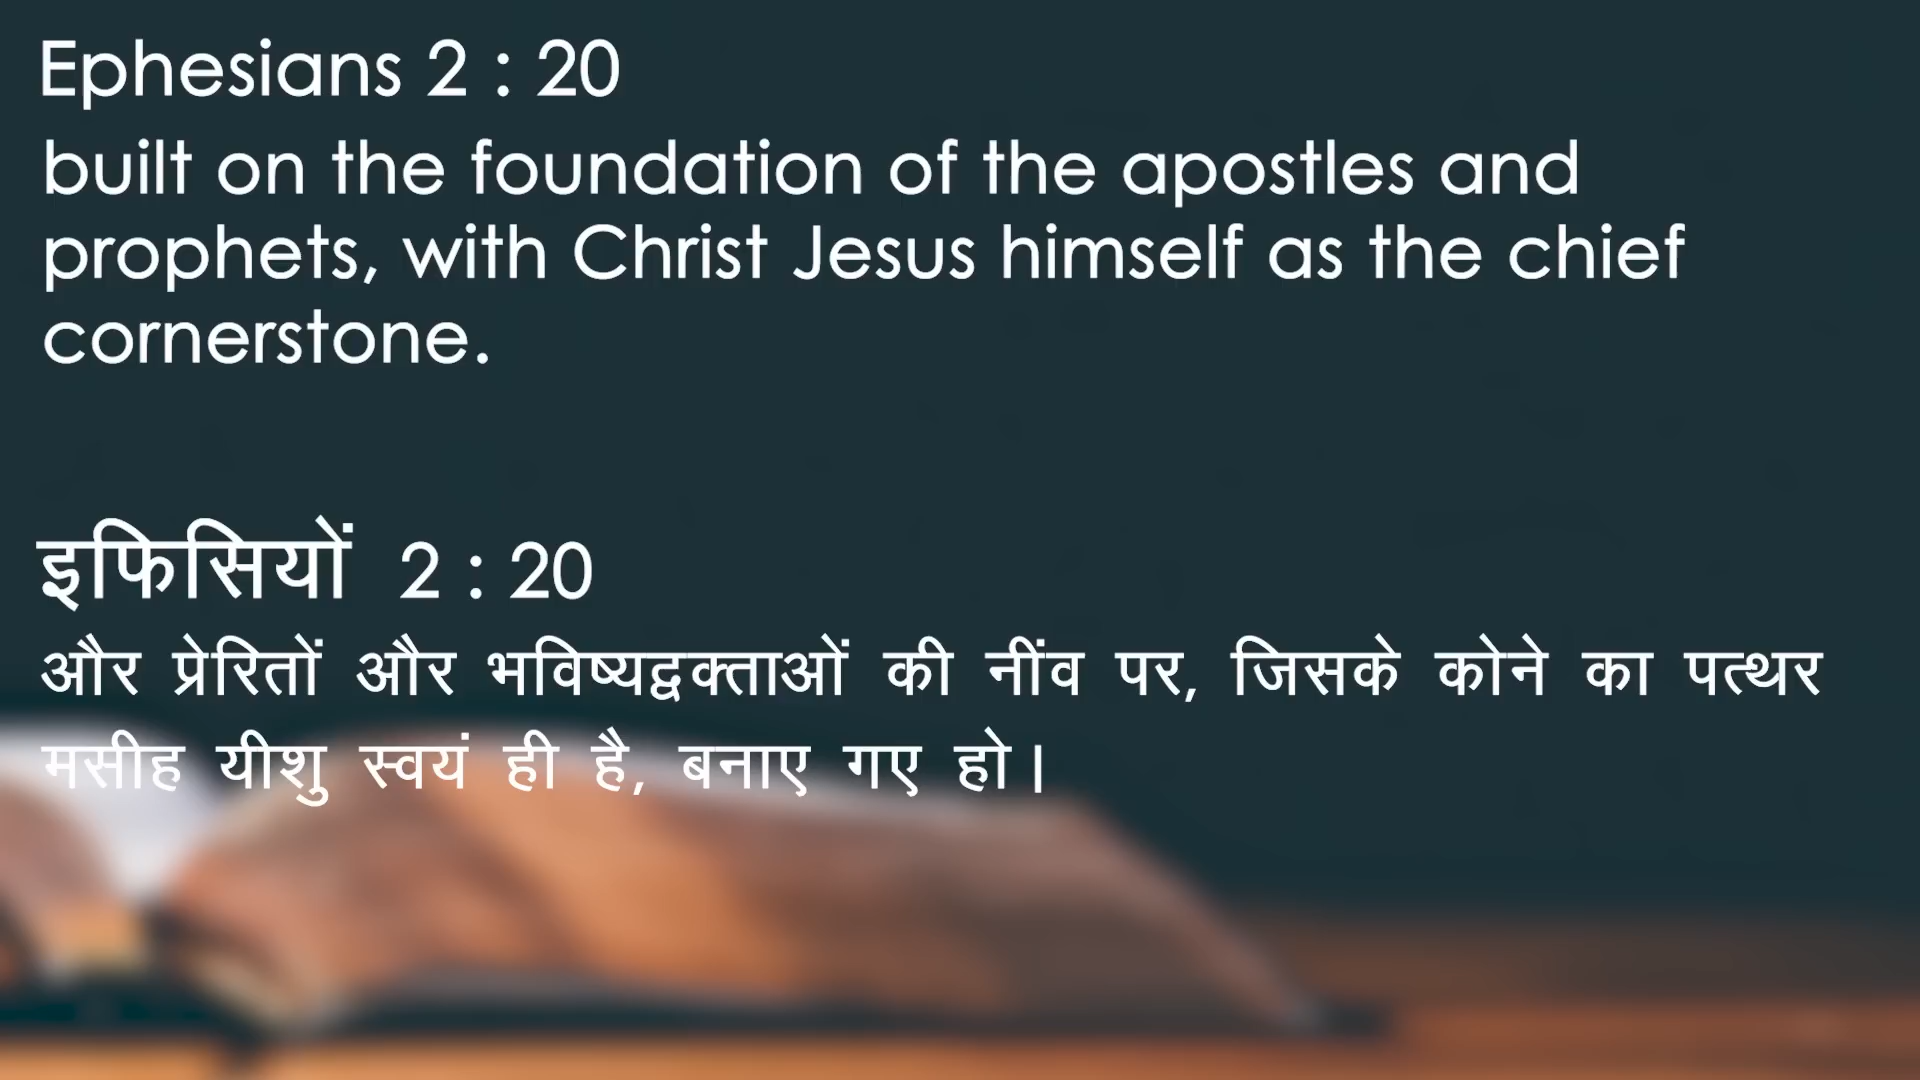 Ephesians 2 : 20
built on the foundation of the apostles and
prophets, with Christ Jesus himself as the chief
cornerstone.
इफिसियों 2 : 20
और प्रेरितों और भविष्यद्वक्ताओं की नींव पर, जिसके कोने का पत्थर
मसीह यीशु स्वयं ही है, बनाए गए हो।